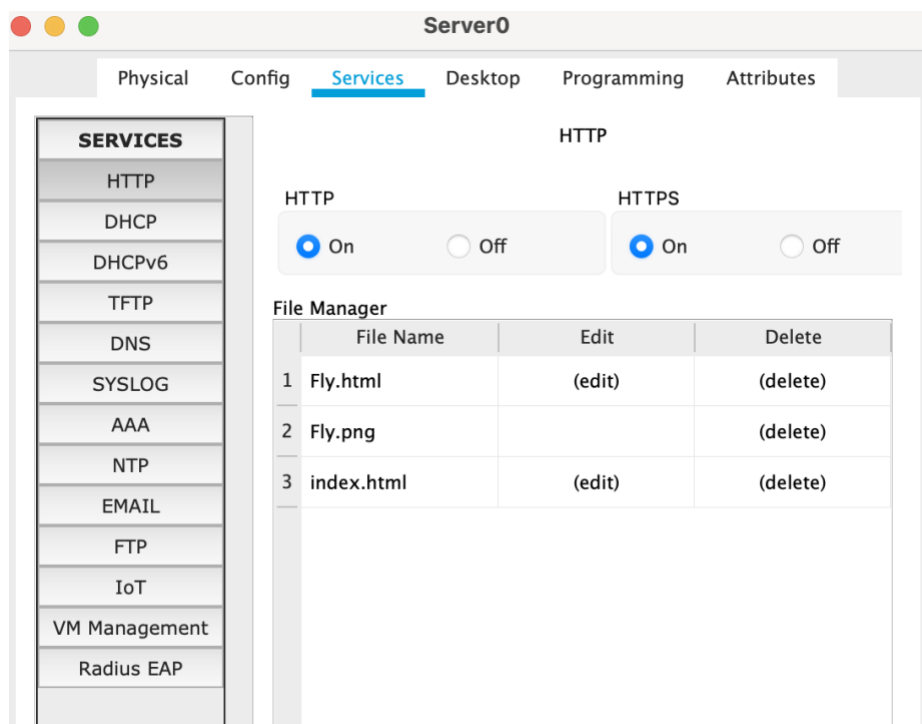 Server0
Physical Config Services Desktop Programming Attributes
SERVICES
HTTP
DHCP
DHCPv6
TFTP
DNS
SYSLOG
AAA
NTP
EMAIL
FTP
IoT
VM Management
Radius EAP
HTTP
HTTP HTTPS
On Off On Off
File Manager
File Name Edit Delete
1 Fly.html (edit) (delete)
2 Fly.png (delete)
3 index.html (edit) (delete)